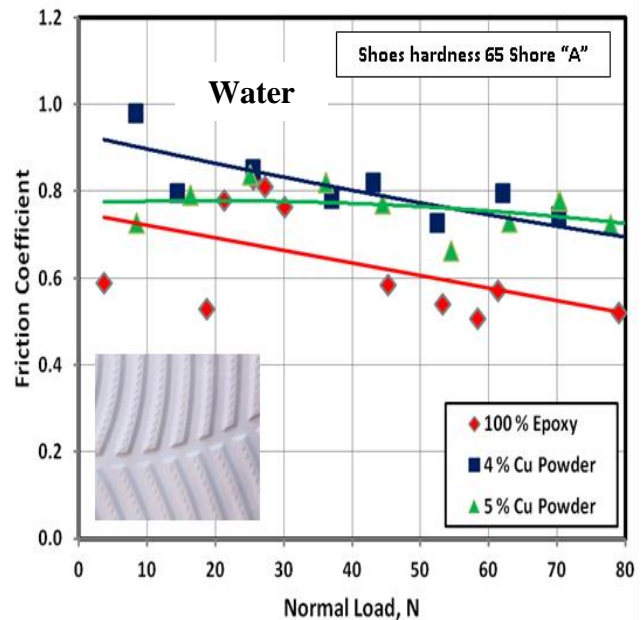 1.2
Shoes hardness 65 Shore “A”
Water
1.0
0.8
0.6
0.4
0.2
0.0
Friction Coefficient
100 % Epoxy
4 % Cu Powder
5 % Cu Powder
0 10 20 30 40 50 60 70 80
Normal Load, N